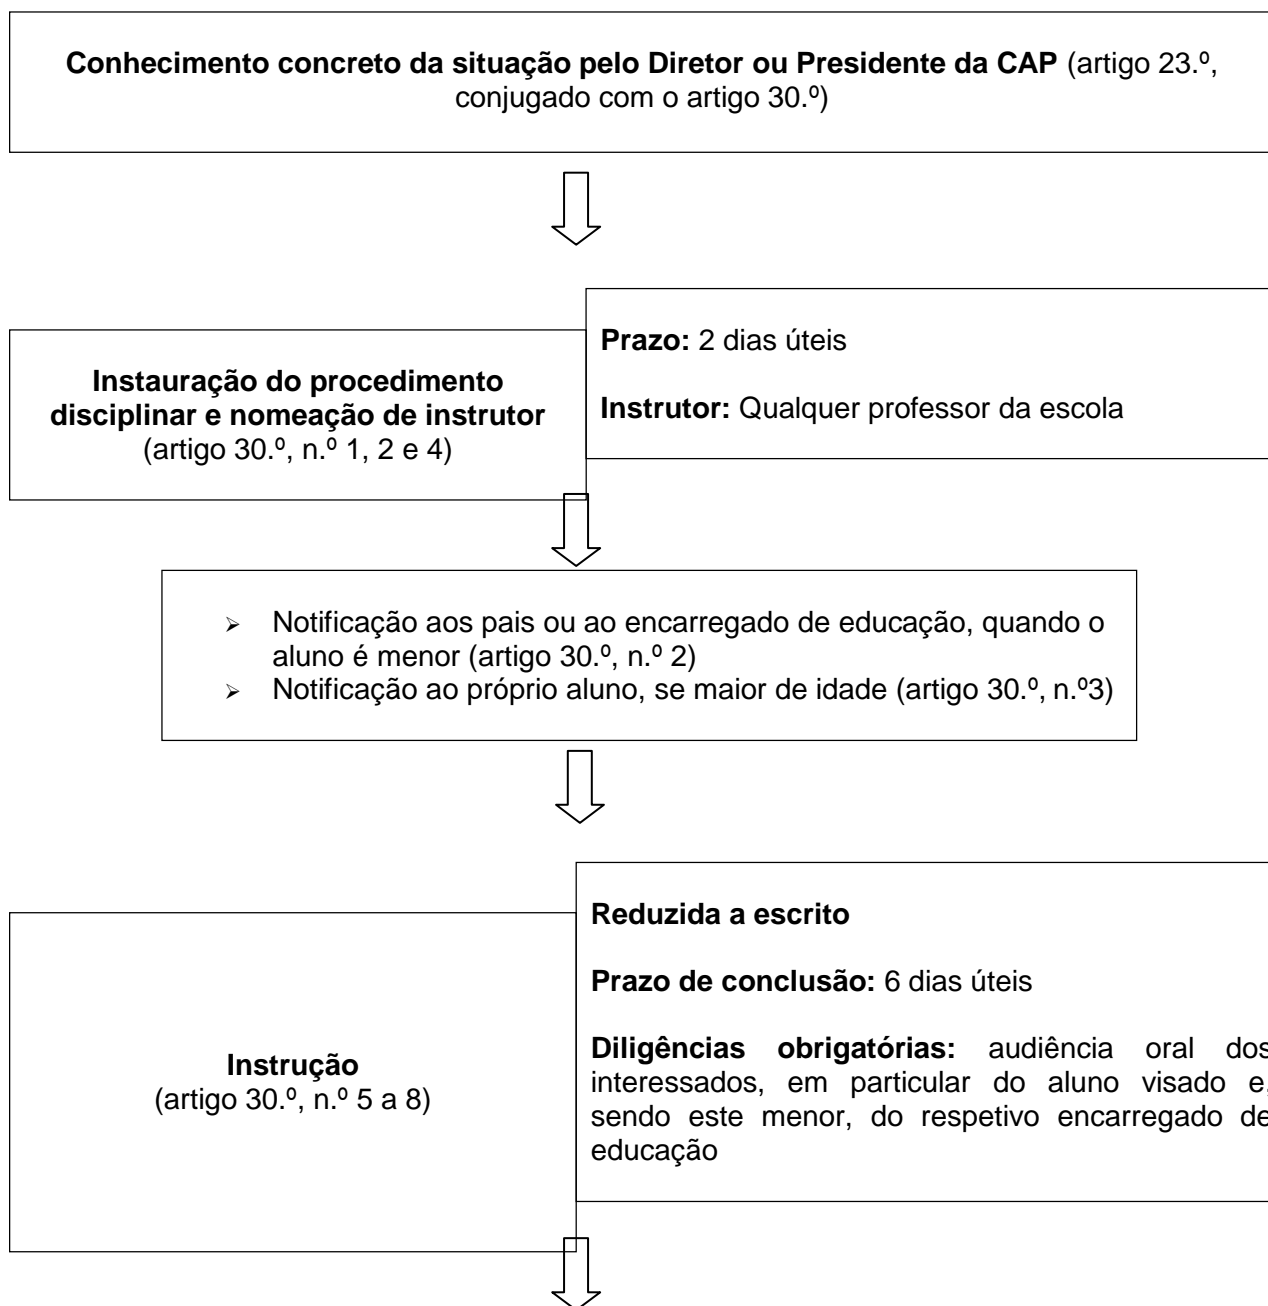 Conhecimento concreto da situação pelo Diretor ou Presidente da CAP (artigo 23.º,
conjugado com o artigo 30.º)
Instauração do procedimento
disciplinar e nomeação de instrutor
(artigo 30.º, n.º 1, 2 e 4)
Prazo: 2 dias úteis
Instrutor: Qualquer professor da escola
➢ Notificação aos pais ou ao encarregado de educação, quando o
aluno é menor (artigo 30.º, n.º 2)
➢ Notificação ao próprio aluno, se maior de idade (artigo 30.º, n.º3)
Instrução
(artigo 30.º, n.º 5 a 8)
Reduzida a escrito
Prazo de conclusão: 6 dias úteis
Diligências obrigatórias: audiência oral dos
interessados, em particular do aluno visado e,
sendo este menor, do respetivo encarregado de
educação